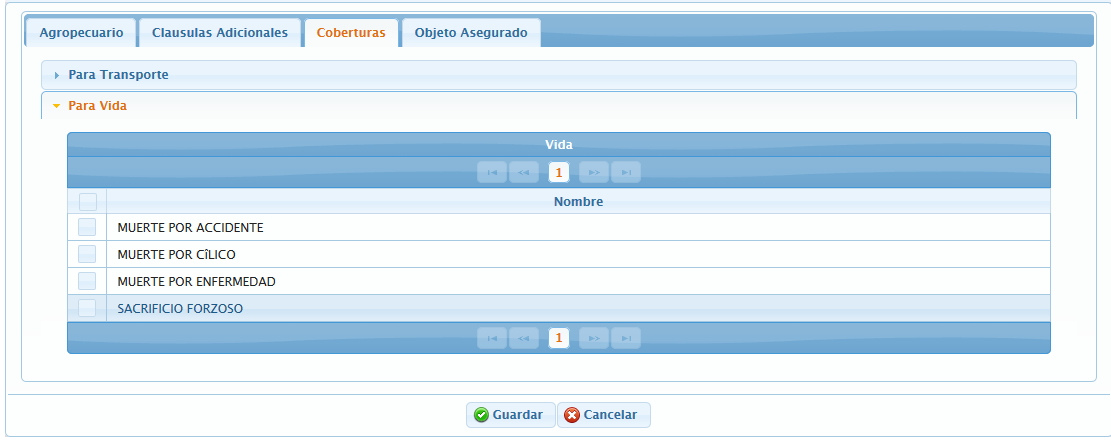 Agropecuario Clausulas Adicionales Coberturas Objeto Asegurado
Para Transporte
Para Vida
Vida
1
Nombre
MUERTE POR ACCIDENTE
MUERTE POR CîLICO
MUERTE POR ENFERMEDAD
SACRIFICIO FORZOSO
1
Guardar Cancelar